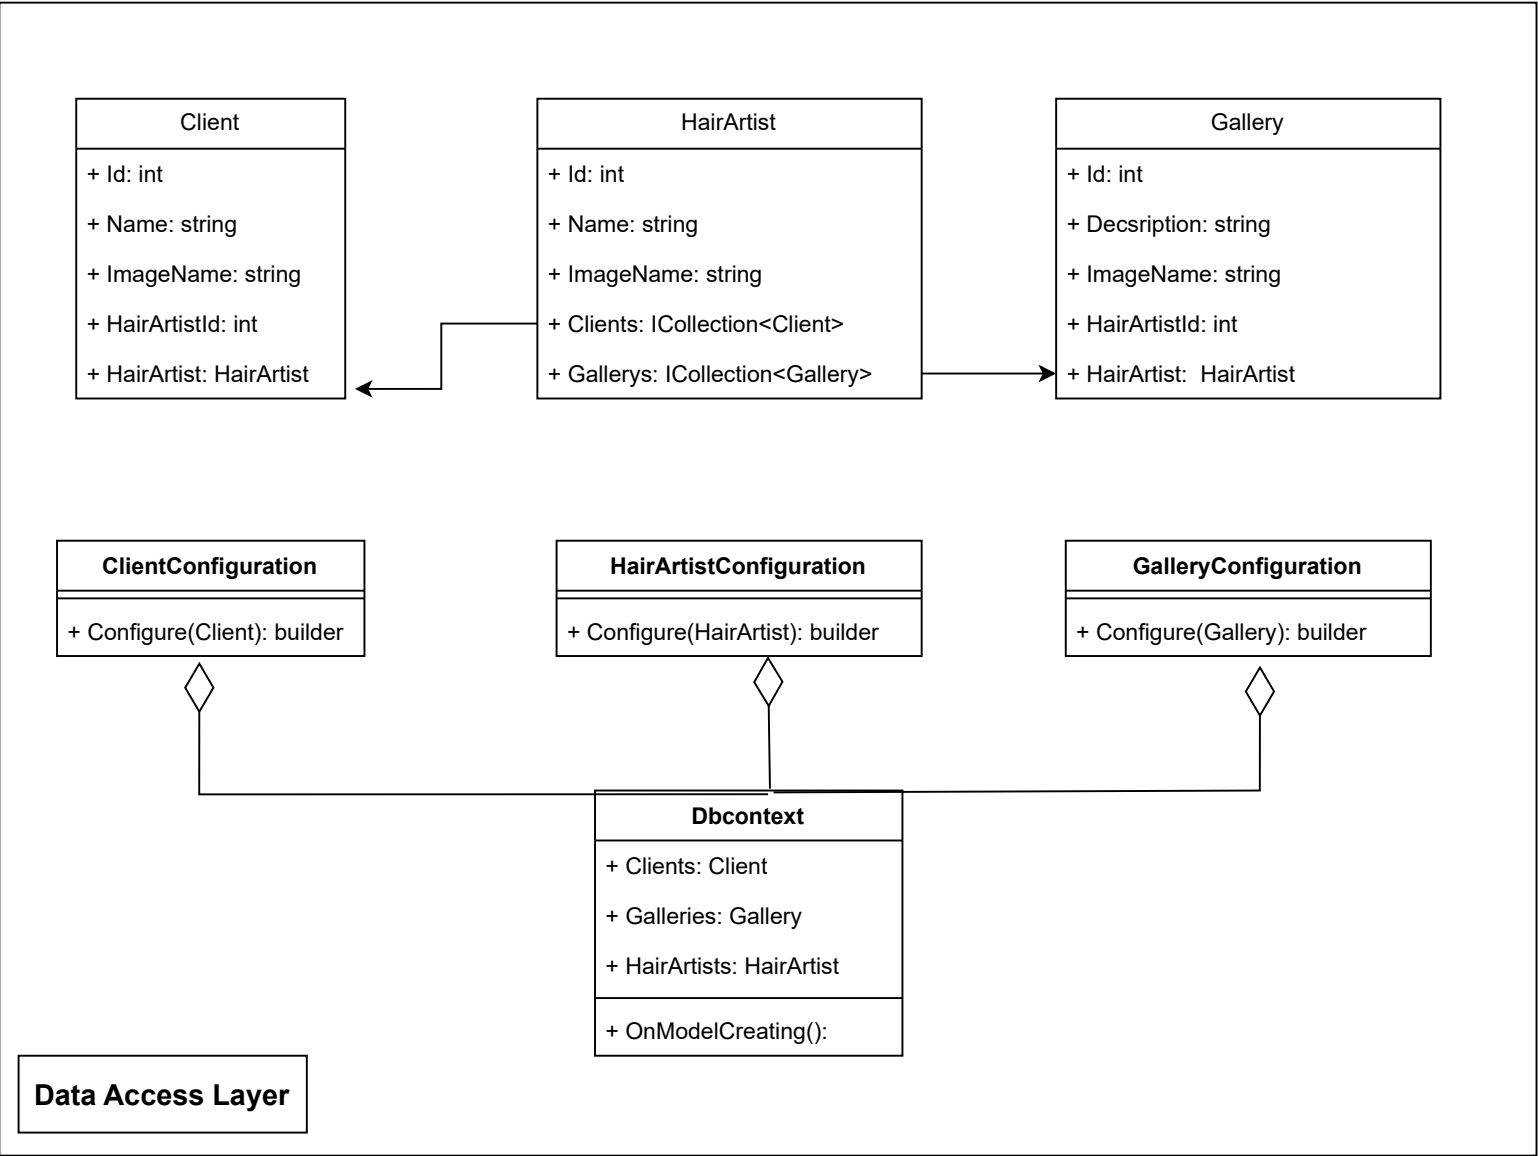 Client
+ Id: int
+ Name: string
+ ImageName: string
+ HairArtistId: int
+ HairArtist: HairArtist
HairArtist
+ Id: int
+ Name: string
+ ImageName: string
+ Clients: ICollection<Client>
+ Gallerys: ICollection<Gallery>
Gallery
+ Id: int
+ Decsription: string
+ ImageName: string
+ HairArtistId: int
+ HairArtist:  HairArtist
ClientConfiguration
+ Configure(Client): builder
HairArtistConfiguration
+ Configure(HairArtist): builder
GalleryConfiguration
+ Configure(Gallery): builder
Dbcontext
+ Clients: Client
+ Galleries: Gallery
+ HairArtists: HairArtist
+ OnModelCreating():
Data Access Layer